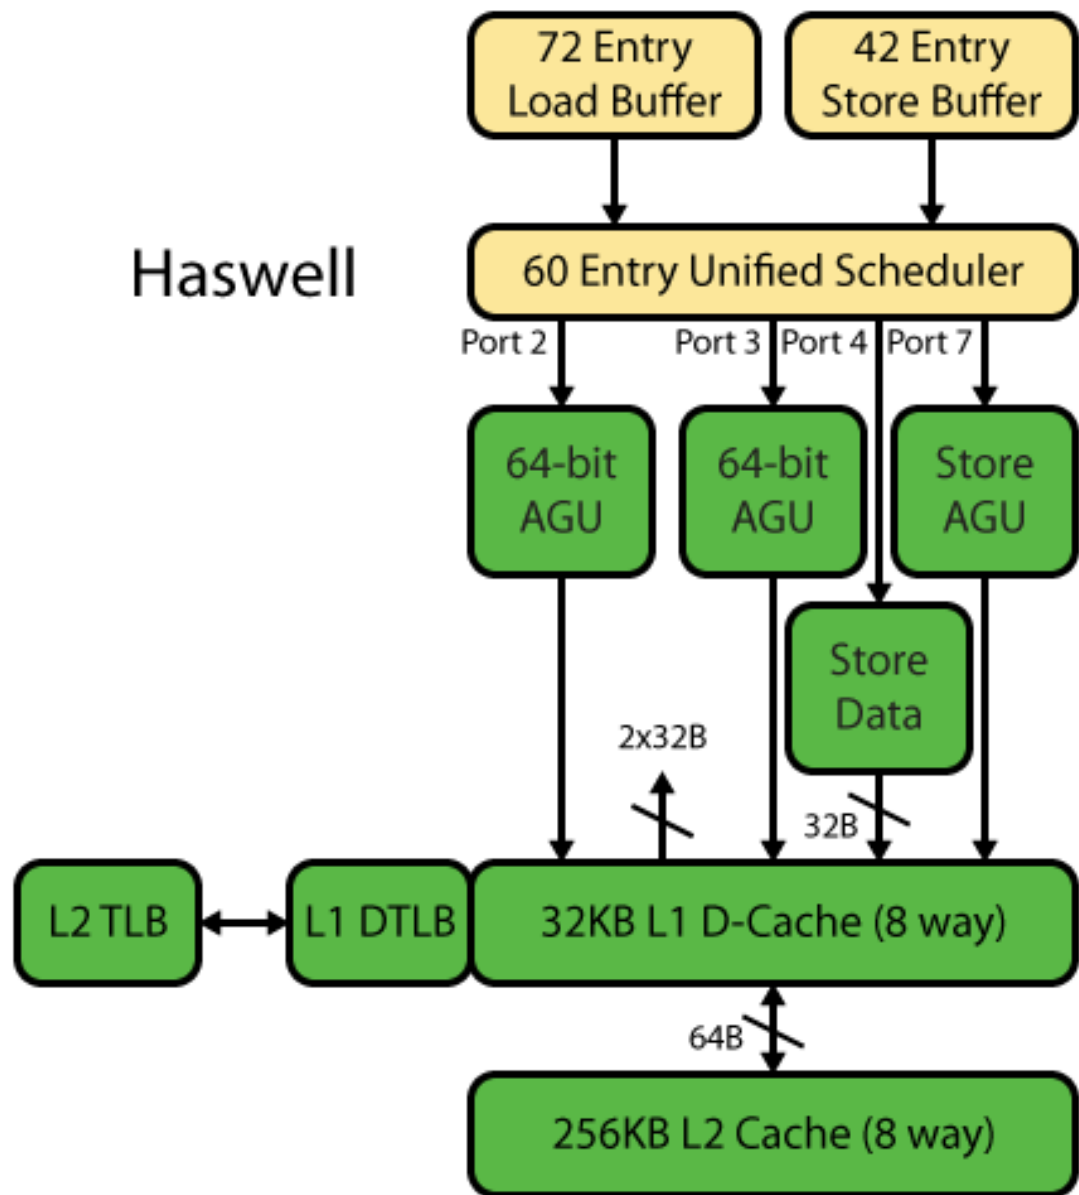 72 Entry
Load Buffer
42 Entry
Store Buffer
Haswell
60 Entry Unified Scheduler
Port 2
Port 3
Port 4
Port 7
64-bit
AGU
64-bit
AGU
Store
AGU
Store
Data
2x32B
32B
L2 TLB
L1 DTLB
32KB L1 D-Cache (8 way)
64B
256KB L2 Cache (8 way)